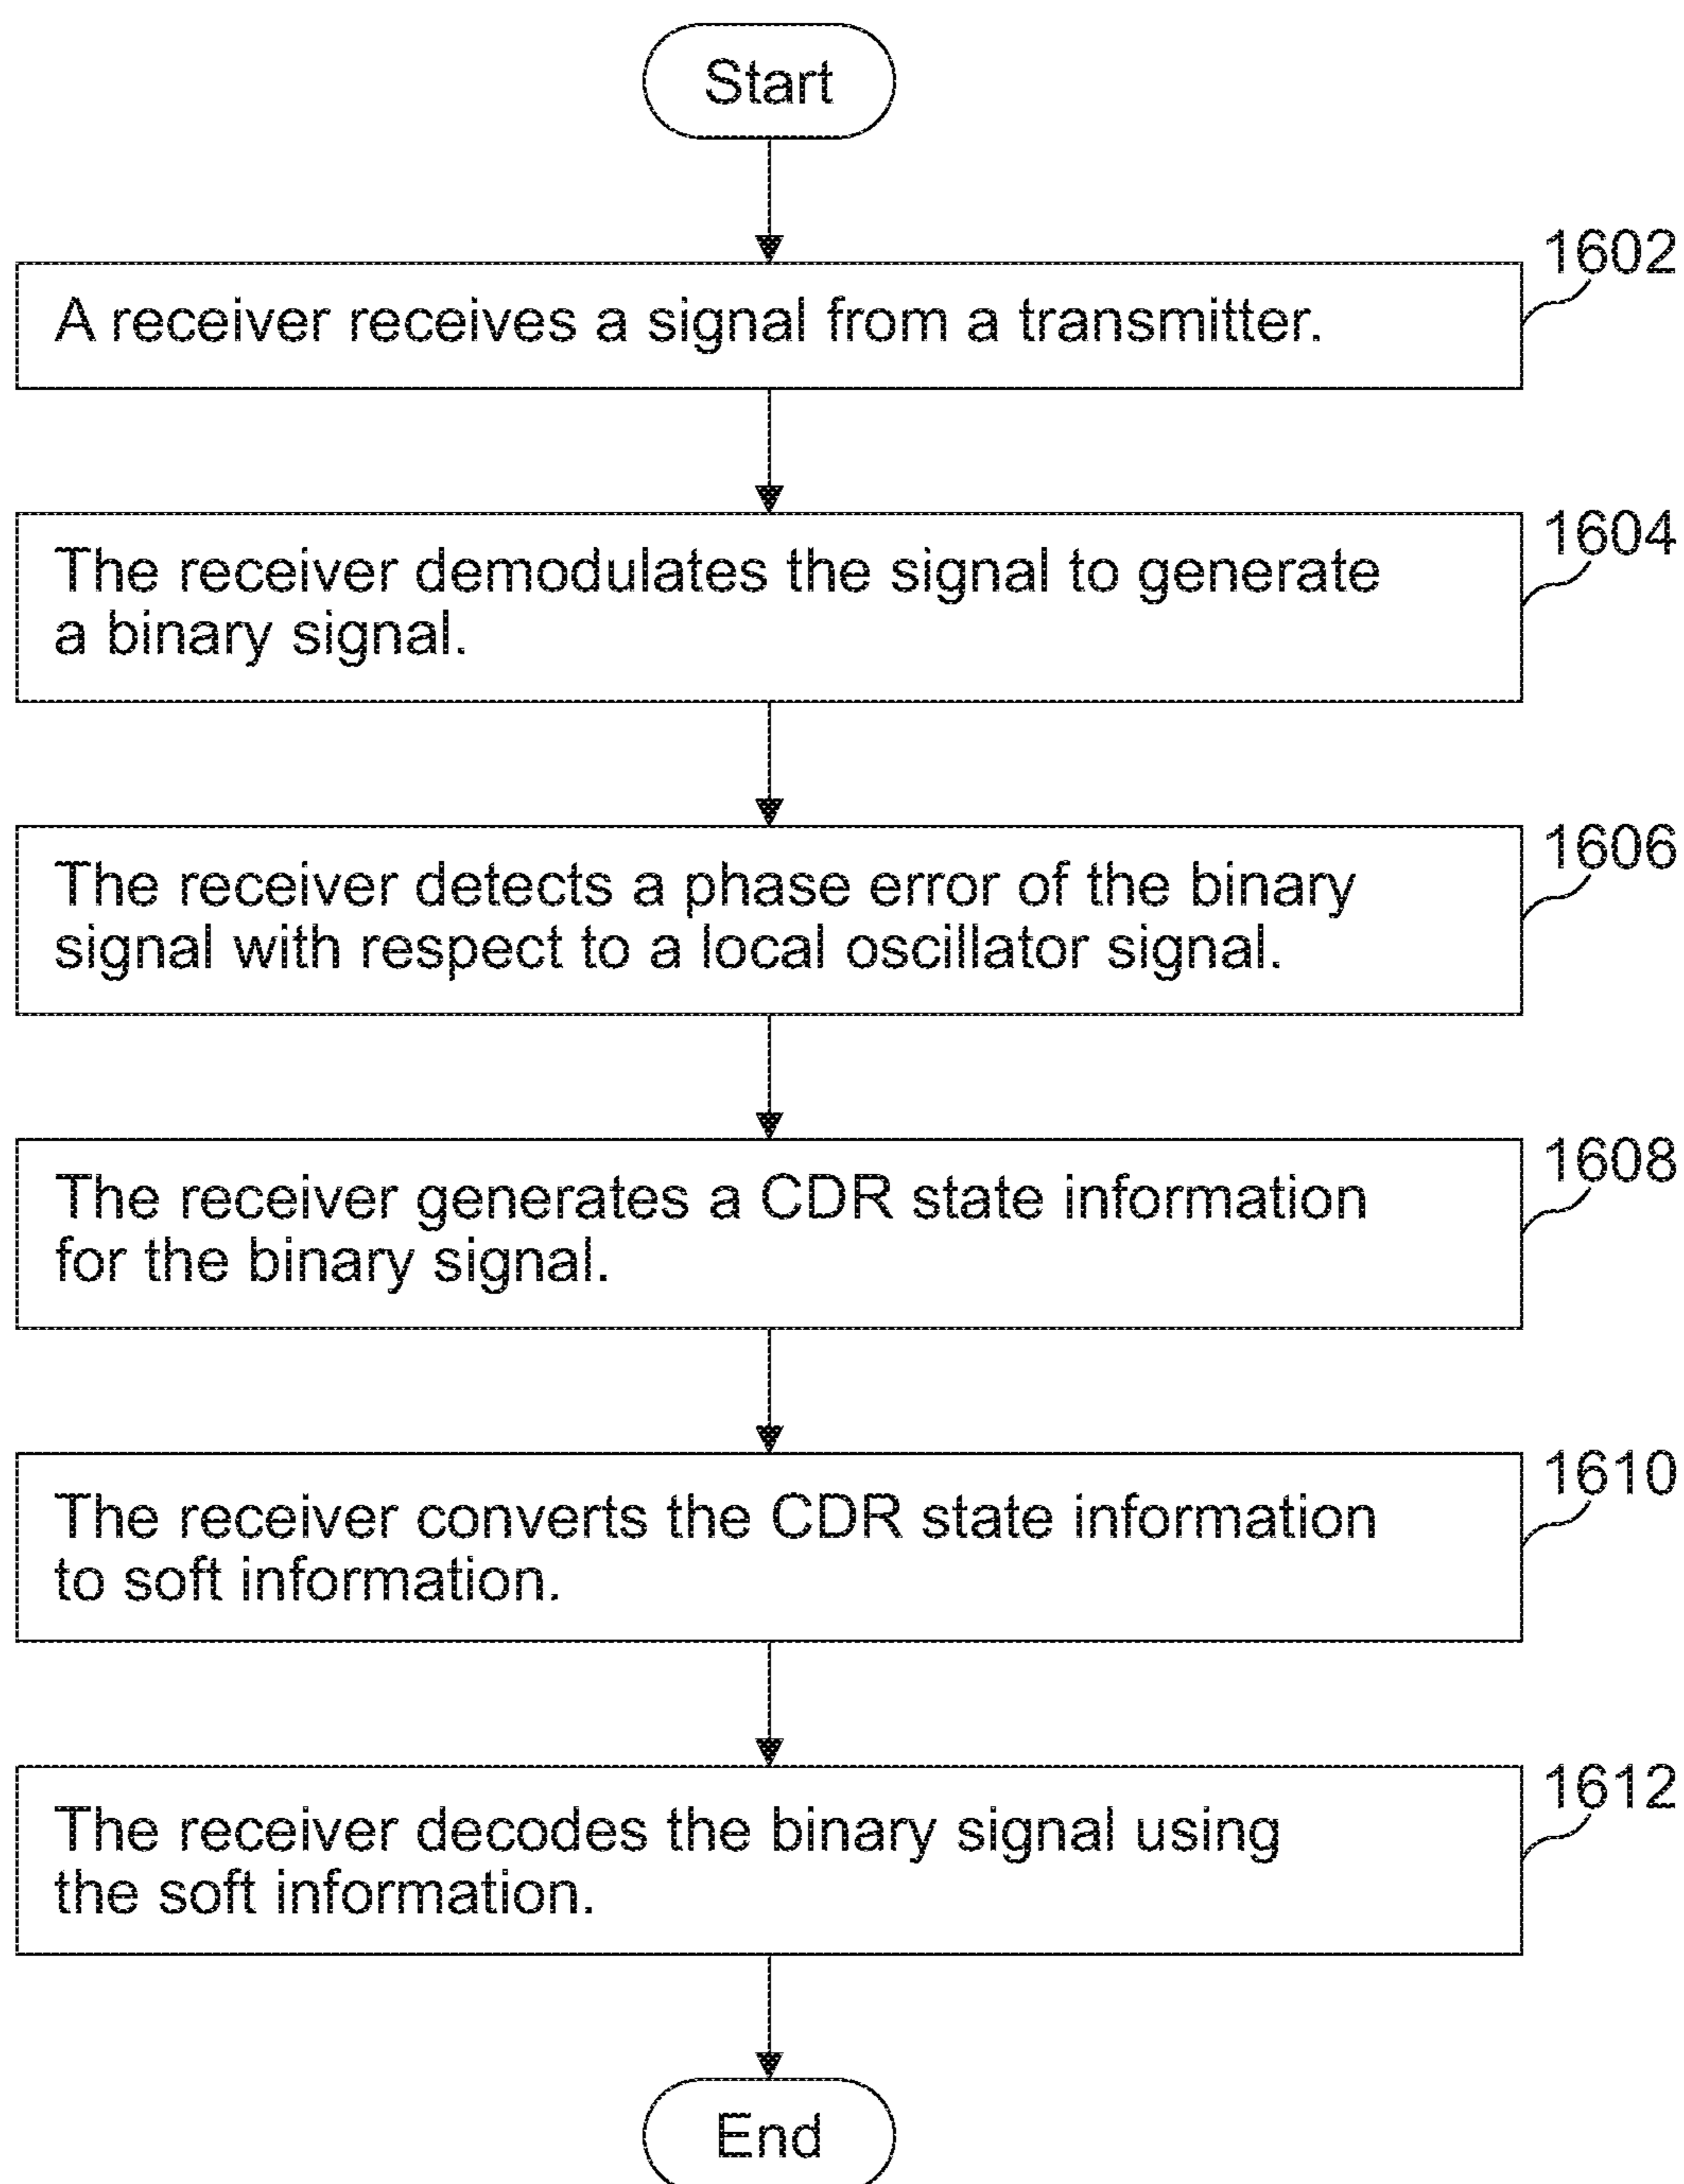 Start
1602
A receiver receives a signal from a transmitter.
1604
The receiver demodulates the signal to generate
a binary signal.
1606
The receiver detects a phase error of the binary
signal with respect to a local oscillator signal.
1608
The receiver generates a CDR state information
for the binary signal.
1610
The receiver converts the CDR state information
to soft information.
1612
The receiver decodes the binary signal using
the soft information.
End